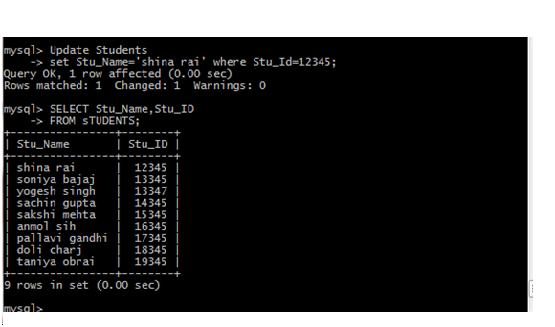 mysql> Update Students
    -> set Stu_Name='shina rai' where Stu_Id=12345;
Query OK, 1 row affected (0.00 sec)
Rows matched: 1  Changed: 1  Warnings: 0
mysql> SELECT Stu_Name,Stu_ID
    -> FROM sTUDENTS;
+----------------+--------+
| Stu_Name       | Stu_ID |
+----------------+--------+
| shina rai      |  12345 |
| soniya bajaj   |  13345 |
| yogesh singh   |  13347 |
| sachin gupta   |  14345 |
| sakshi mehta   |  15345 |
| anmol sih      |  16345 |
| pallavi gandhi |  17345 |
| doli charj     |  18345 |
| taniya obrai   |  19345 |
+----------------+--------+
9 rows in set (0.00 sec)
mysql>